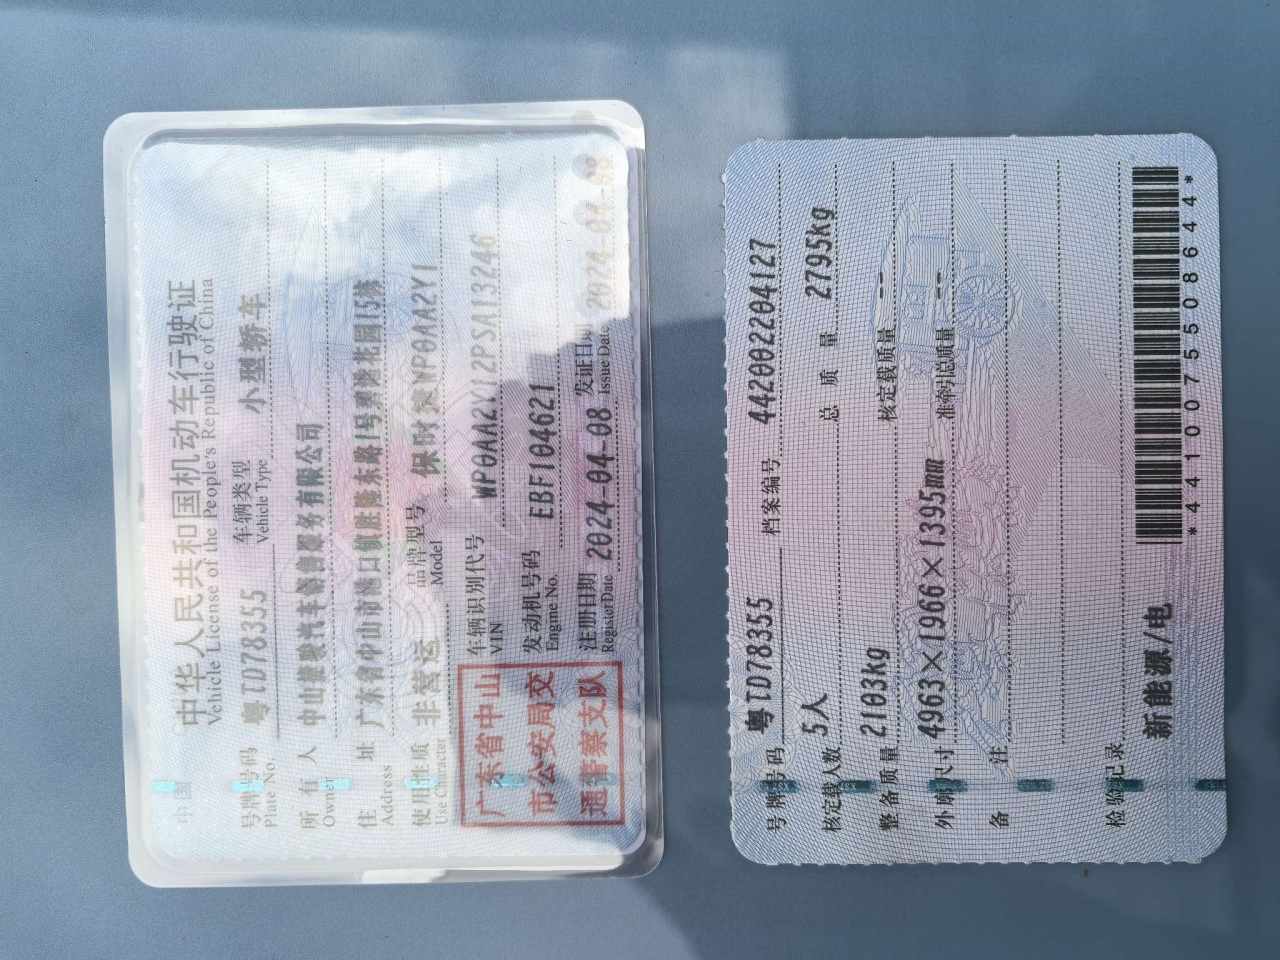 中华人民共和国机动车行驶证
Vehicle License of the People's Republic of China
号牌号码 粤TD78355 车辆类型 小型轿车
Plate No. Vehicle Type
所有人 中山捷骏汽车销售服务有限公司
Owner
住址 广东省中山市港口镇胜隆东路1号 花园15栋
Address
使用性质 非营运 品牌型号 保时捷WP0AA2Y1
Use Character Model
广东省中山
市公安局交
通警察支队
车辆识别代号 WP0AA2Y12PSA13246
VIN
发动机号码 EBF104621
Engine No.
注册日期 2024-04-08 发证日期 2024-04-08
Register Date Issue Date
号牌号码 粤TD78355 档案编号 442002204127
核定载人数 5人 总质量 2795kg
整备质量 2103kg 核定载质量 --
外廓尺寸 4963×1966×1395mm 准牵引总质量 --
备注
检验记录
新能源/电
*4410075508644*